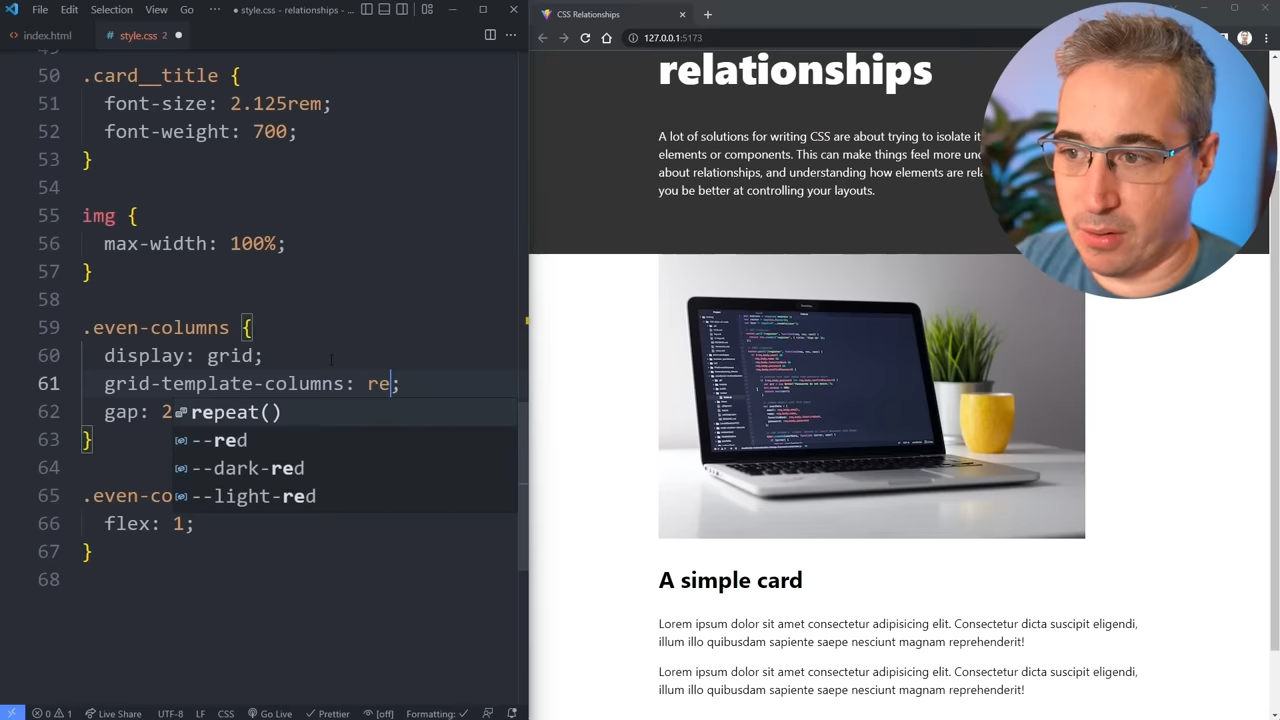 File Edit Selection View Go ··· ● style.css - relationships - ...
index.html
# style.css 2 ●
49
50 .card__title {
51 font-size: 2.125rem;
52 font-weight: 700;
53 }
54
55 img {
56 max-width: 100%;
57 }
58
59 .even-columns {
60 display: grid;
61 grid-template-columns: re;
62 gap: 2
repeat()
63 }
--red
64
--dark-red
65 .even-co
--light-red
66 flex: 1;
67 }
68
0 1 Live Share UTF-8 LF CSS Go Live Prettier [off] Formatting: ✓
CSS Relationships
127.0.0.1:5173
relationships
A lot of solutions for writing CSS are about trying to isolate
elements or components. This can make things feel more
about relationships, and understanding how elements are
you be better at controlling your layouts.
A simple card
Lorem ipsum dolor sit amet consectetur adipisicing elit. Consectetur dicta suscipit eligendi,
illum illo quibusdam sapiente saepe nesciunt magnam reprehenderit!
Lorem ipsum dolor sit amet consectetur adipisicing elit. Consectetur dicta suscipit eligendi,
illum illo quibusdam sapiente saepe nesciunt magnam reprehenderit!